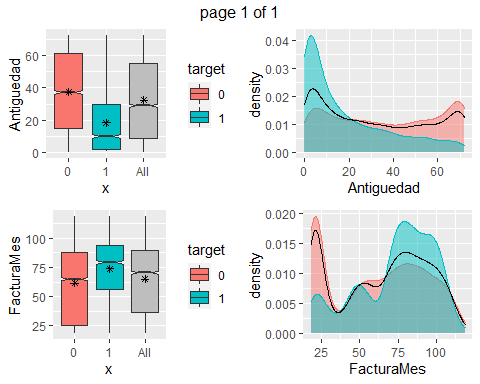 page 1 of 1
Antiguedad
60
40
20
0
0 1 All
x
target
0
1
density
0.04
0.03
0.02
0.01
0.00
0 20 40 60
Antiguedad
FacturaMes
100
75
50
25
0 1 All
x
target
0
1
density
0.020
0.015
0.010
0.005
0.000
25 50 75 100
FacturaMes